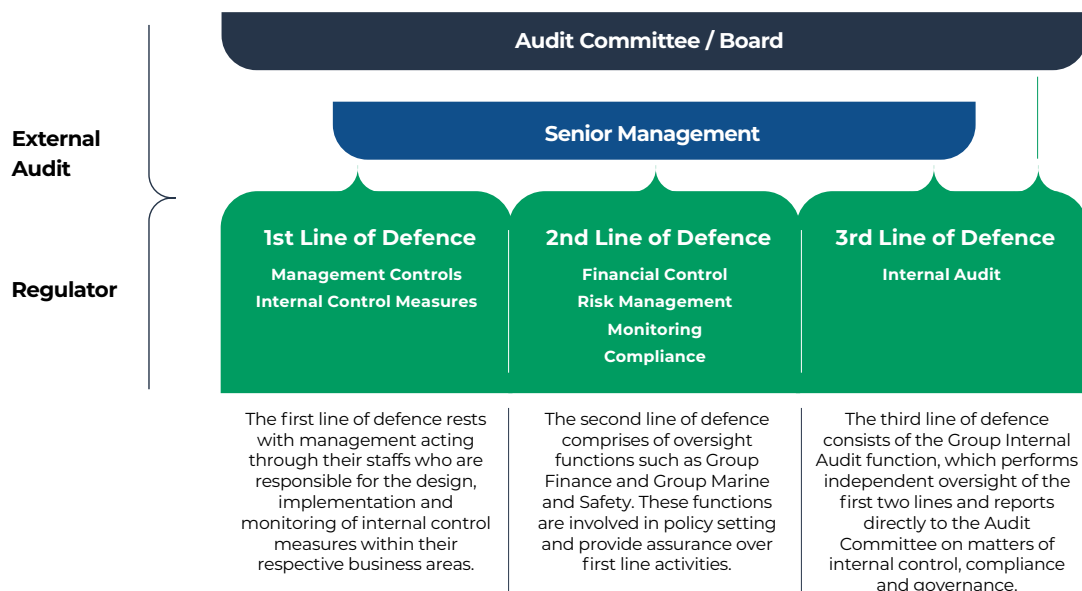 Audit Committee / Board
Senior Management
External
Audit
Regulator
1st Line of Defence
Management Controls
Internal Control Measures
2nd Line of Defence
Financial Control
Risk Management
Monitoring
Compliance
3rd Line of Defence
Internal Audit
The first line of defence rests
with management acting
through their staffs who are
responsible for the design,
implementation and
monitoring of internal control
measures within their
respective business areas.
The second line of defence
comprises of oversight
functions such as Group
Finance and Group Marine
and Safety. These functions
are involved in policy setting
and provide assurance over
first line activities.
The third line of defence
consists of the Group Internal
Audit function, which performs
independent oversight of the
first two lines and reports
directly to the Audit
Committee on matters of
internal control, compliance
and governance.